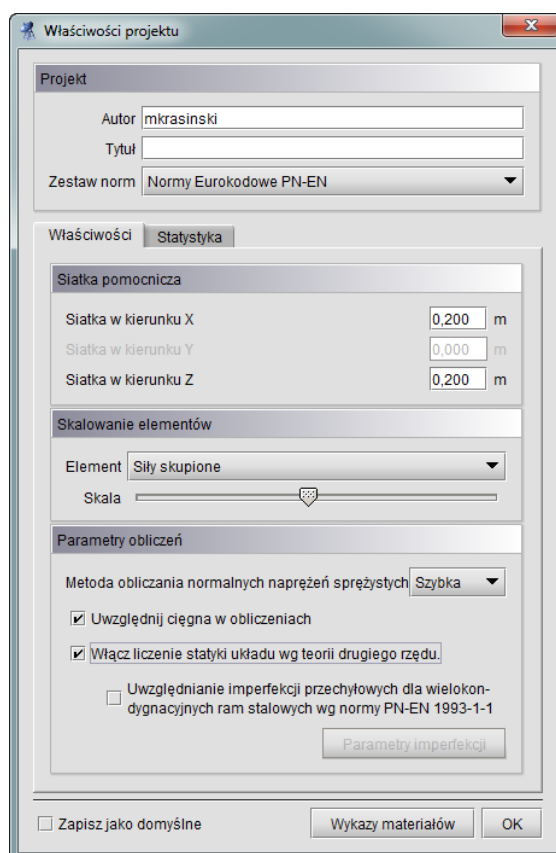 Właściwości projektu
Projekt
Autor mkrasinski
Tytuł
Zestaw norm Normy Eurokodowe PN-EN
Właściwości Statystyka
Siatka pomocnicza
Siatka w kierunku X 0,200 m
Siatka w kierunku Y 0,000 m
Siatka w kierunku Z 0,200 m
Skalowanie elementów
Element Siły skupione
Skala
Parametry obliczeń
Metoda obliczania normalnych naprężeń sprężystych Szybka
Uwzględnij cięgna w obliczeniach
Włącz liczenie statyki układu wg teorii drugiego rzędu.
Uwzględnianie imperfekcji przechyłowych dla wielokon-
dygnacyjnych ram stalowych wg normy PN-EN 1993-1-1
Parametry imperfekcji
Zapisz jako domyślne Wykazy materiałów OK